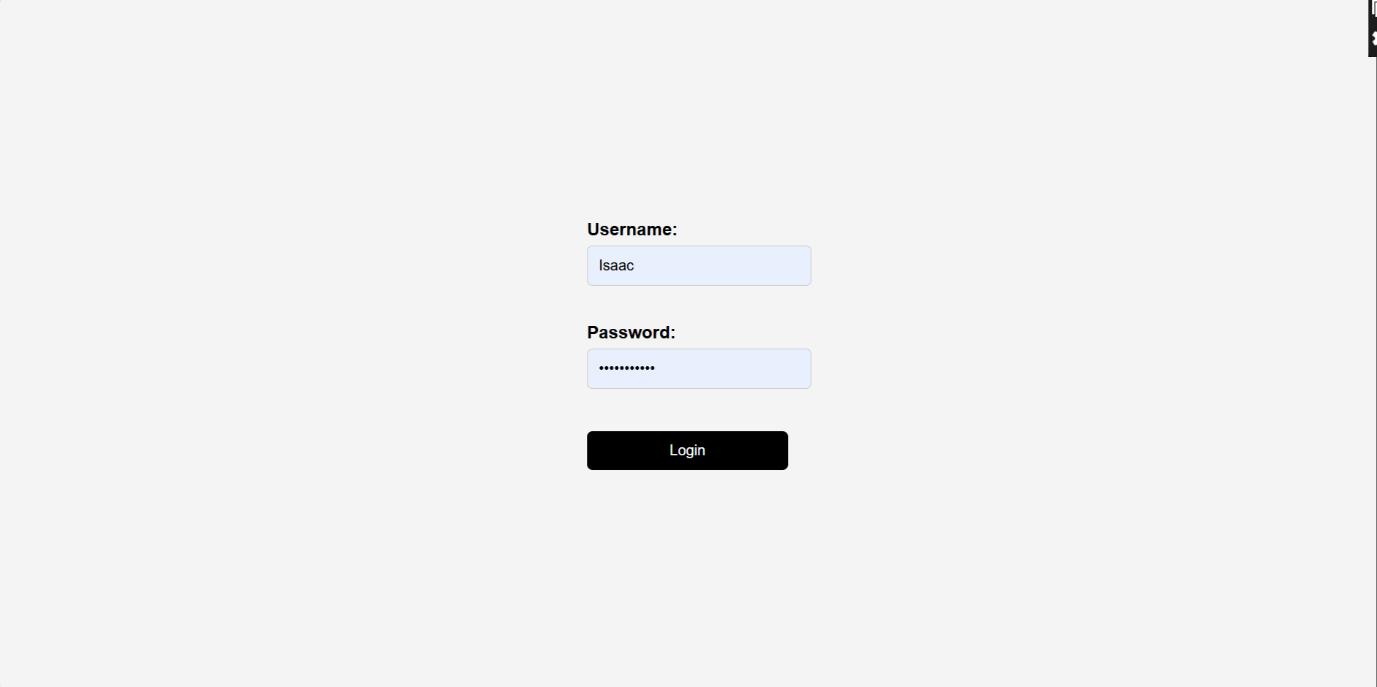 Username:
Isaac
Password:
•••••••••••
Login